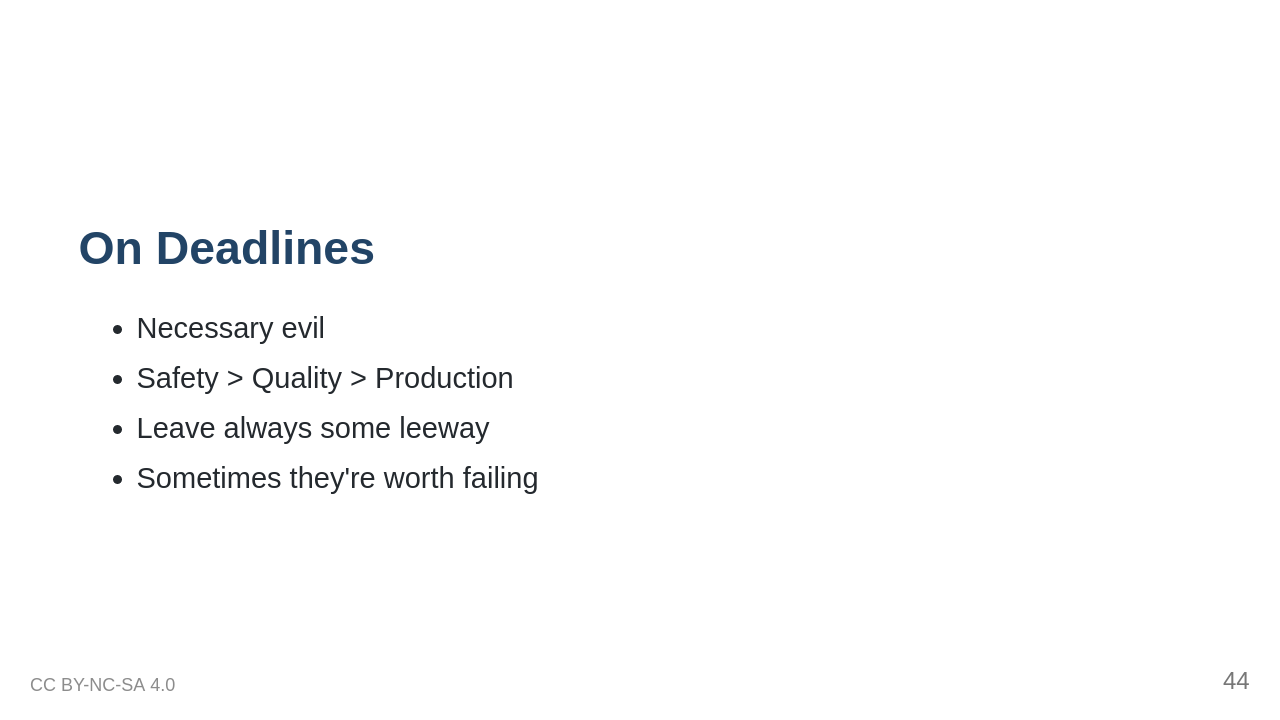 On Deadlines
• Necessary evil
• Safety > Quality > Production
• Leave always some leeway
• Sometimes they're worth failing
CC BY-NC-SA 4.0
44